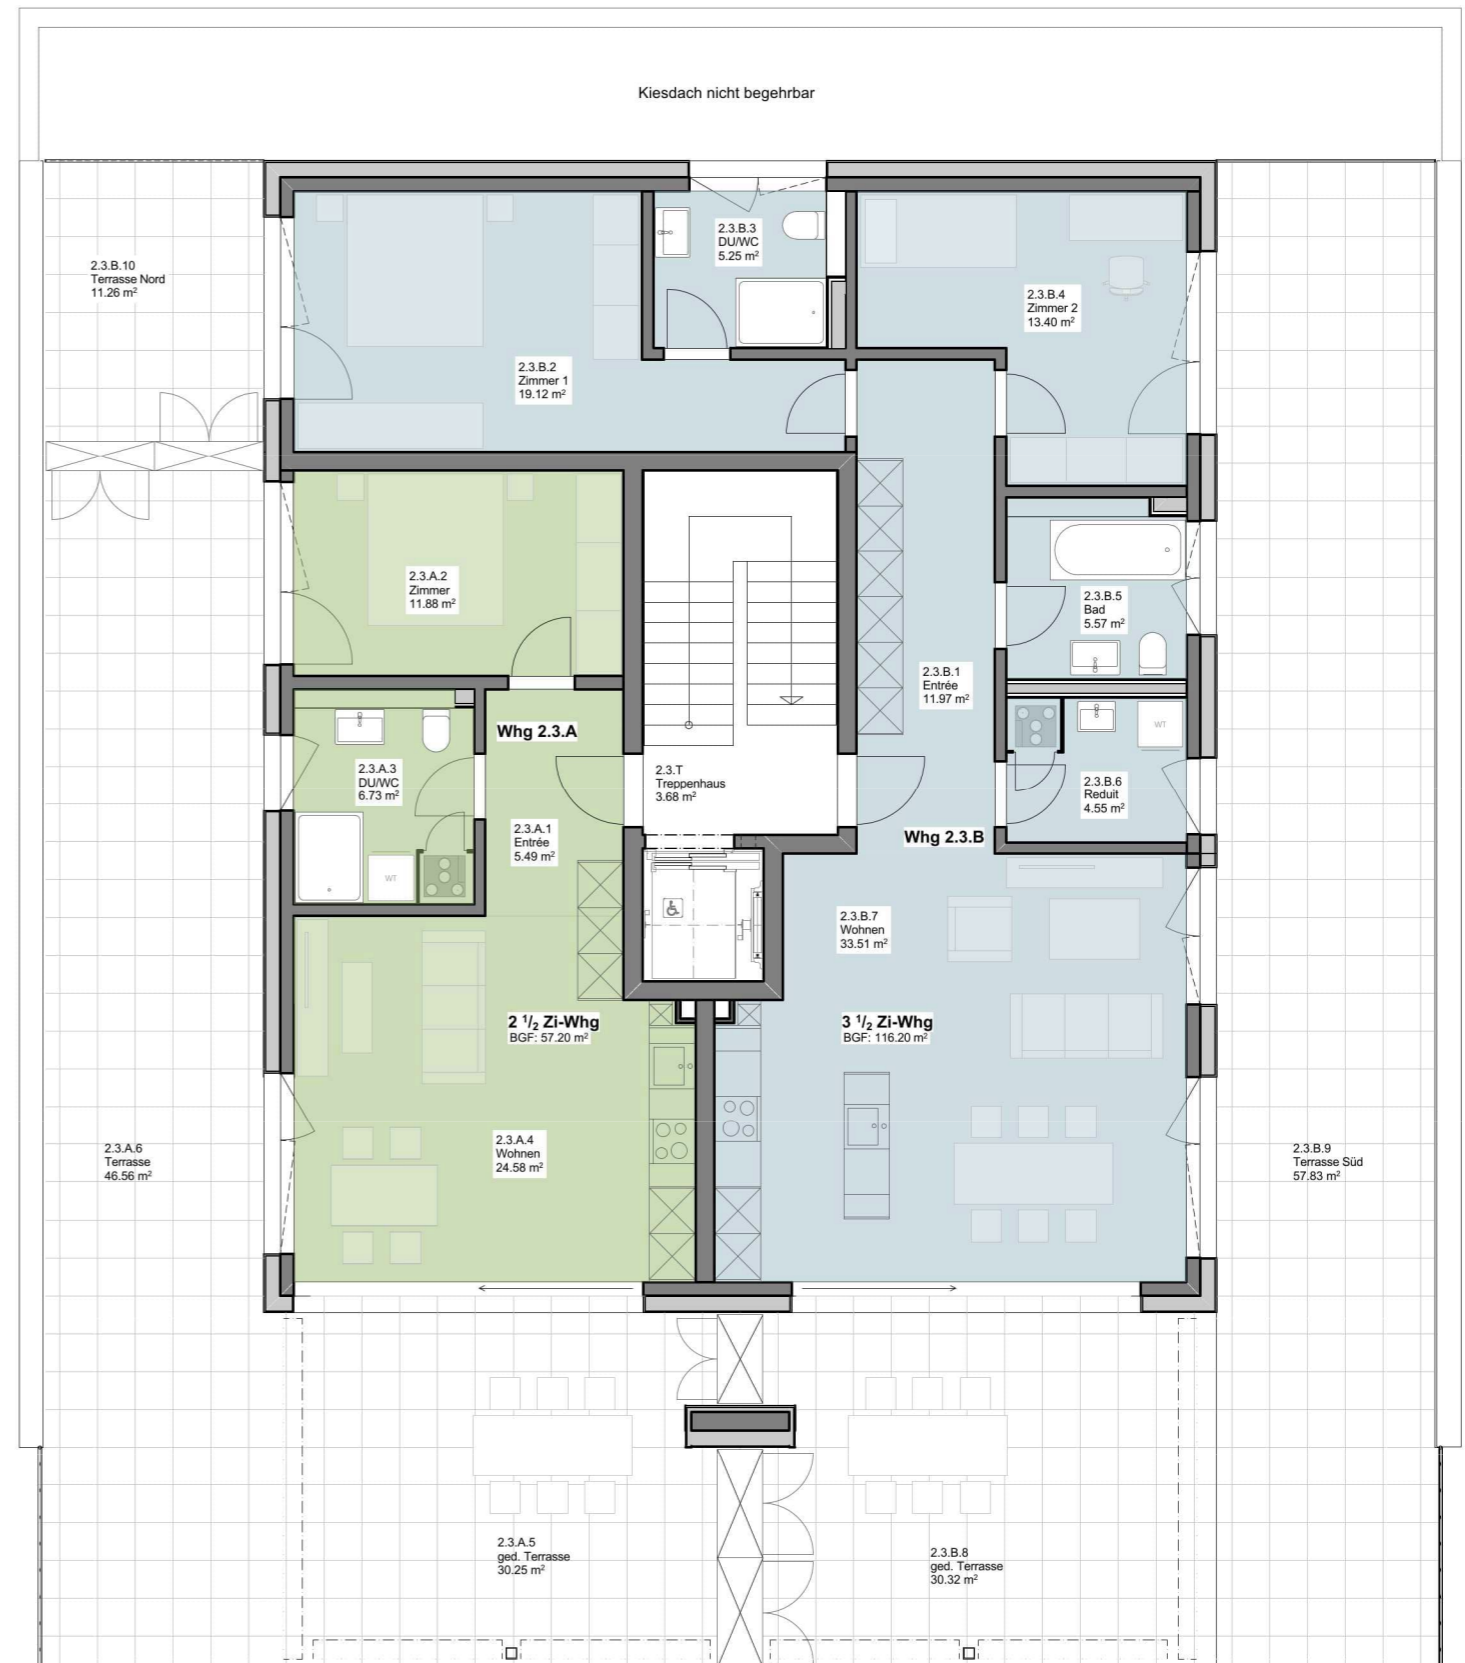 Kiesdach nicht begehrbar
2.3.B.3
DU/WC
5.25 m²
2.3.B.10
Terrasse Nord
11.26 m²
2.3.B.4
Zimmer 2
13.40 m²
2.3.B.2
Zimmer 1
19.12 m²
2.3.A.2
Zimmer
11.88 m²
2.3.B.5
Bad
5.57 m²
2.3.B.1
Entrée
11.97 m²
Whg 2.3.A
WT
2.3.A.3
DU/WC
6.73 m²
2.3.T
Treppenhaus
3.68 m²
2.3.B.6
Reduit
4.55 m²
2.3.A.1
Entrée
5.49 m²
Whg 2.3.B
WT
2.3.B.7
Wohnen
33.51 m²
2 1/2 Zi-Whg
BGF: 57.20 m²
3 1/2 Zi-Whg
BGF: 116.20 m²
2.3.A.6
Terrasse
46.56 m²
2.3.A.4
Wohnen
24.58 m²
2.3.B.9
Terrasse Süd
57.83 m²
2.3.A.5
ged. Terrasse
30.25 m²
2.3.B.8
ged. Terrasse
30.32 m²